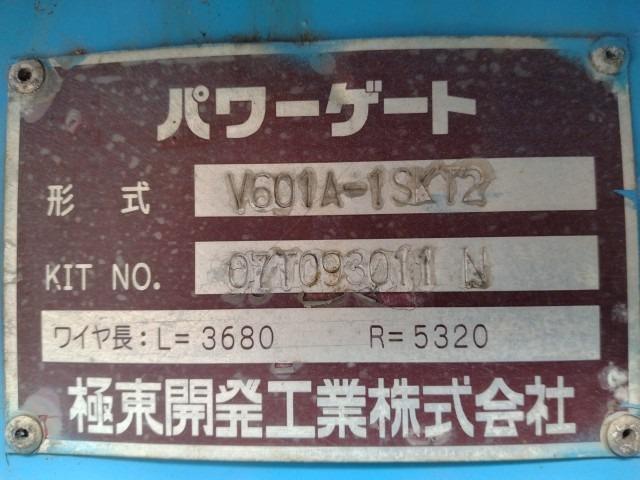 パワーゲート
形 式 V601A-1SKT2
KIT NO. 07T093011 N
ワイヤ長:L=3680 R=5320
極東開発工業株式会社